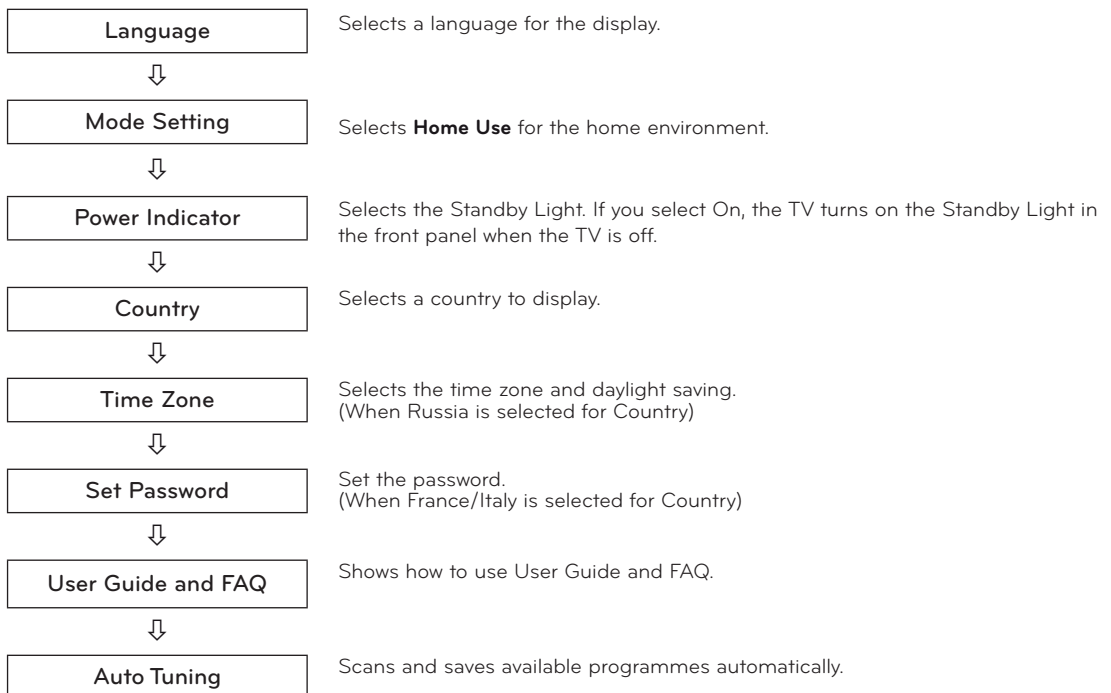 Language
Selects a language for the display.
Mode Setting
Selects Home Use for the home environment.
Power Indicator
Selects the Standby Light. If you select On, the TV turns on the Standby Light in
the front panel when the TV is off.
Country
Selects a country to display.
Time Zone
Selects the time zone and daylight saving.
(When Russia is selected for Country)
Set Password
Set the password.
(When France/Italy is selected for Country)
User Guide and FAQ
Shows how to use User Guide and FAQ.
Auto Tuning
Scans and saves available programmes automatically.